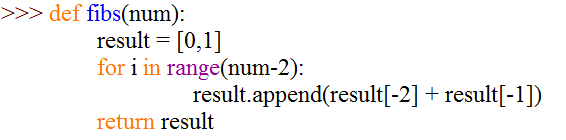 >>> def fibs(num):
result = [0,1]
for i in range(num-2):
result.append(result[-2] + result[-1])
return result